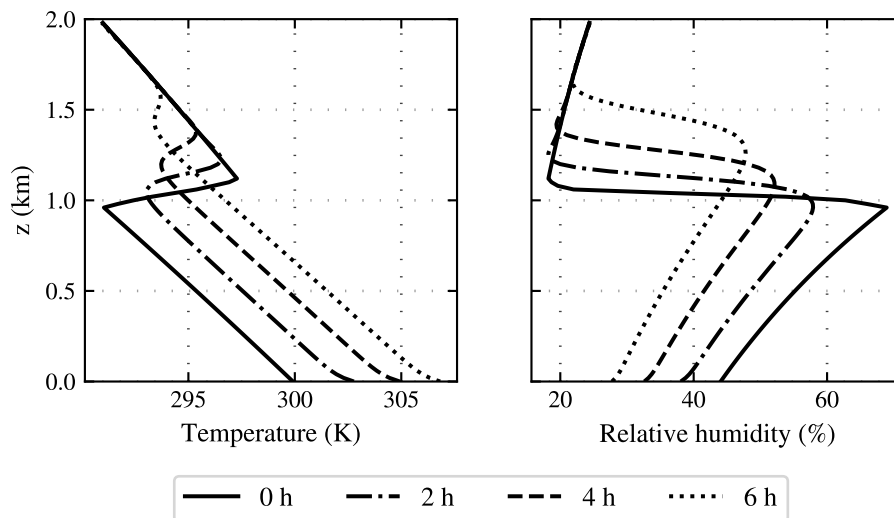 2.0
1.5
1.0
0.5
0.0
z (km)
295 300 305
Temperature (K)
20 40 60
Relative humidity (%)
0 h 2 h 4 h 6 h